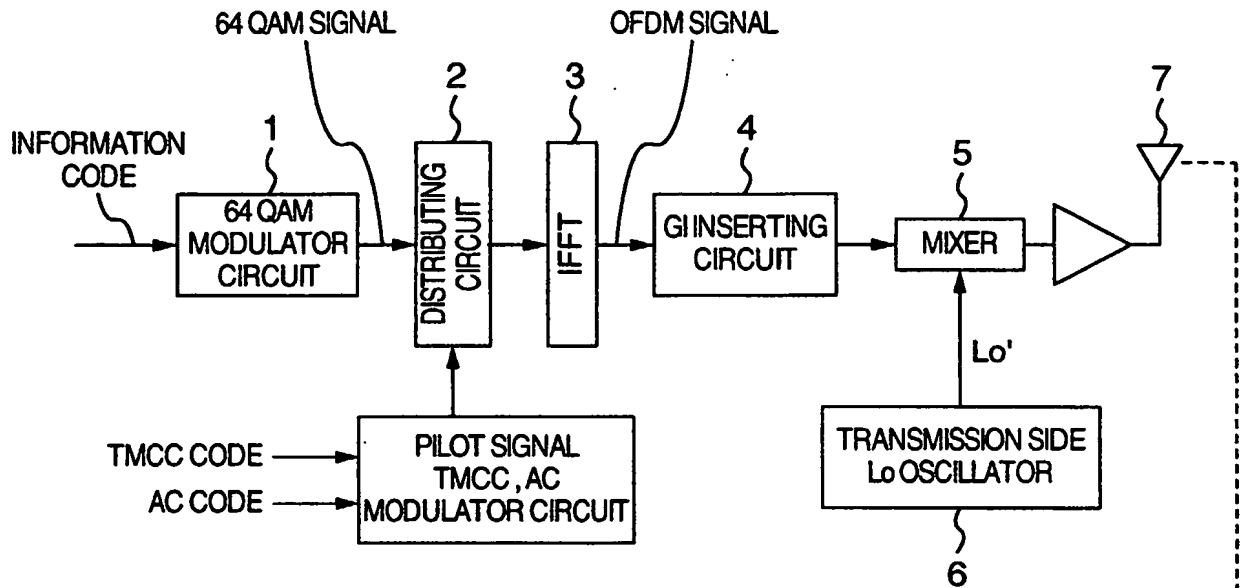 64 QAM SIGNAL
OFDM SIGNAL
2
3
7
INFORMATION
CODE
1
4
5
64 QAM
MODULATOR
CIRCUIT
DISTRIBUTING
CIRCUIT
IFFT
GI INSERTING
CIRCUIT
MIXER
Lo'
TMCC CODE
AC CODE
PILOT SIGNAL
TMCC , AC
MODULATOR CIRCUIT
TRANSMISSION SIDE
Lo OSCILLATOR
6